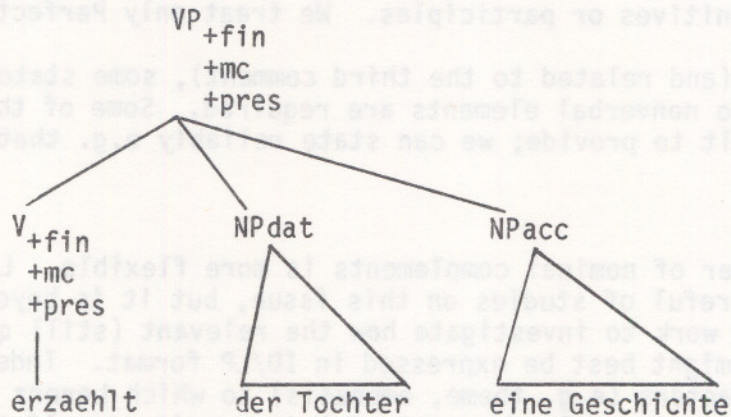 VP +fin
+mc
+pres
V +fin NPdat NPacc
+mc
+pres
erzaehlt der Tochter eine Geschichte